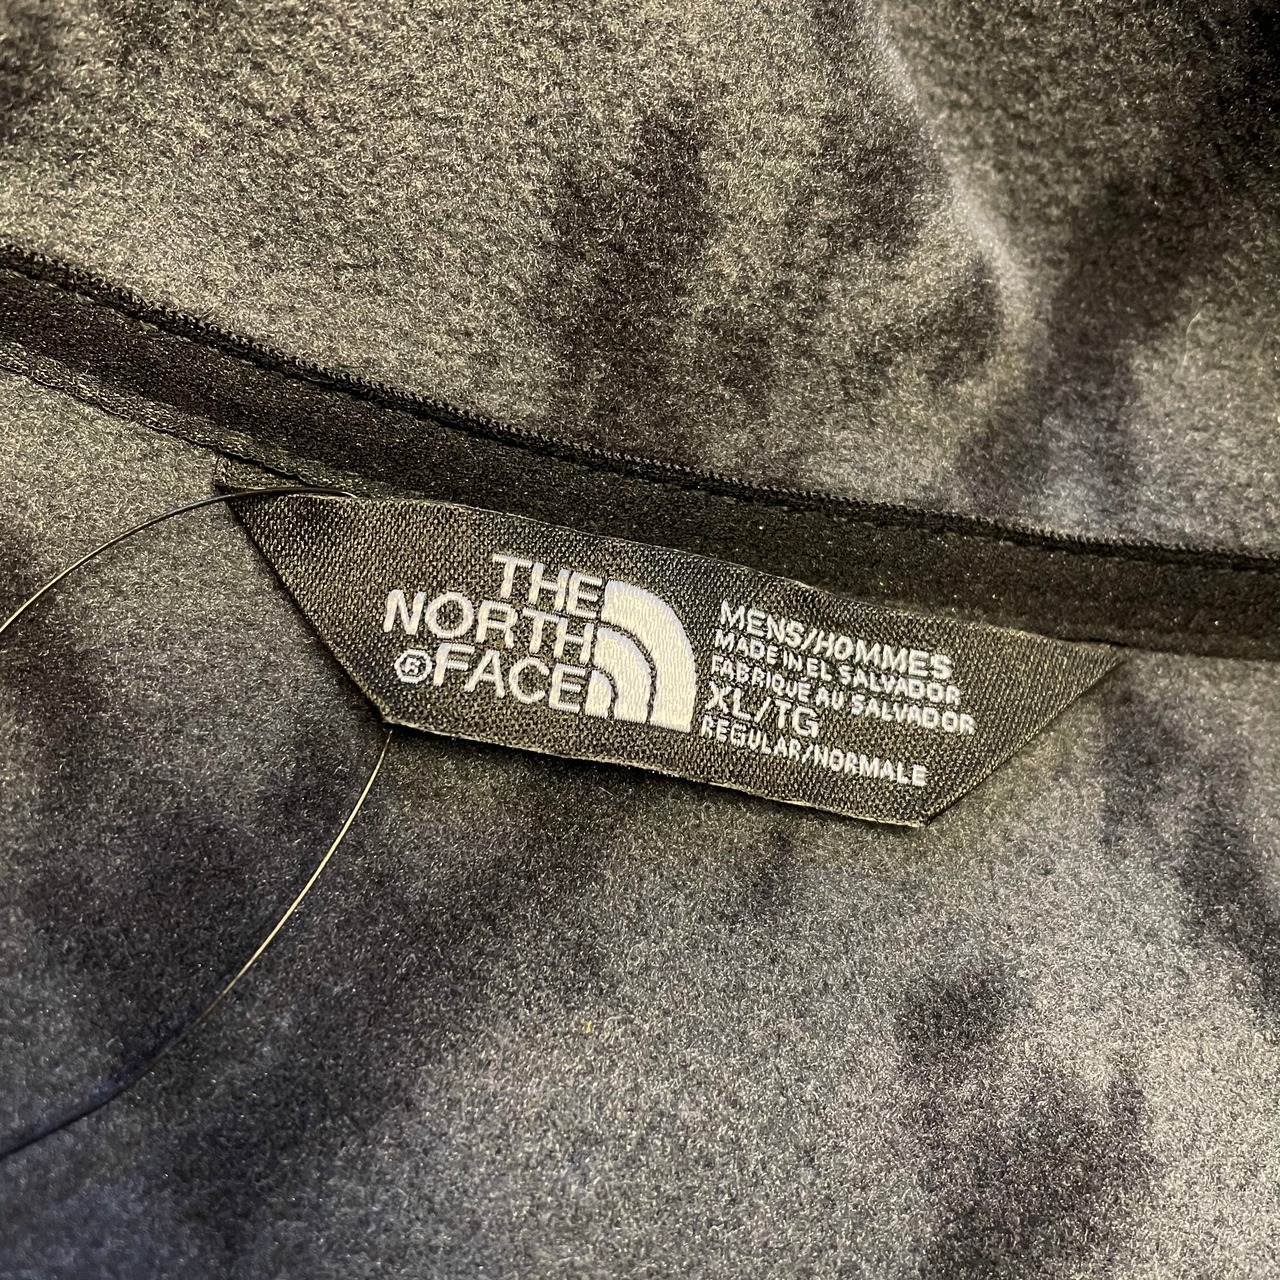 THE
NORTH
®FACE
MENS/HOMMES
MADE IN EL SALVADOR
FABRIQUE AU SALVADOR
XL/TG
REGULAR/NORMALE